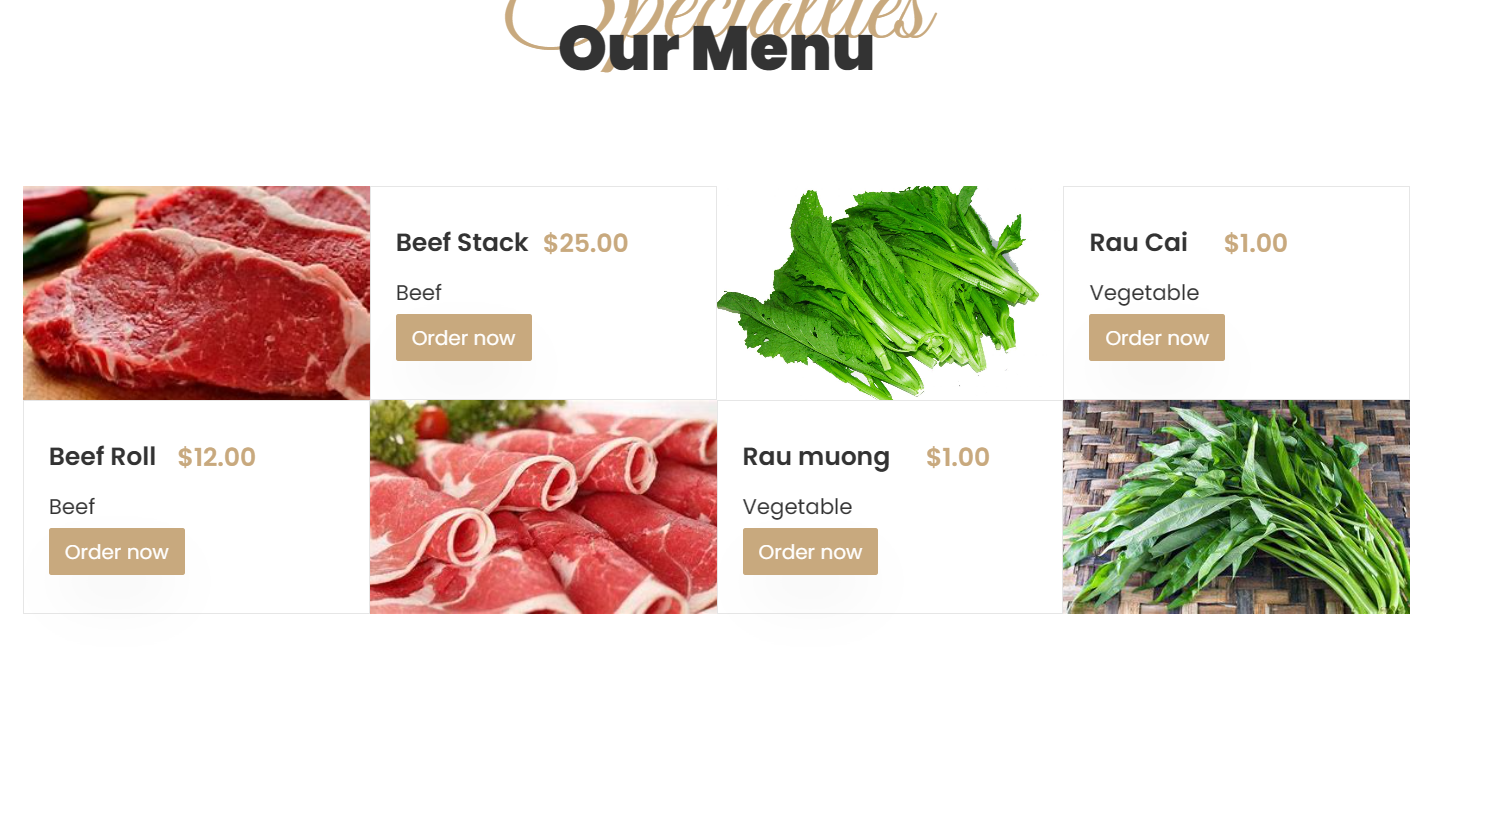 Specialties
Our Menu
Beef Stack $25.00
Beef
Order now
Rau Cai $1.00
Vegetable
Order now
Beef Roll $12.00
Beef
Order now
Rau muong $1.00
Vegetable
Order now